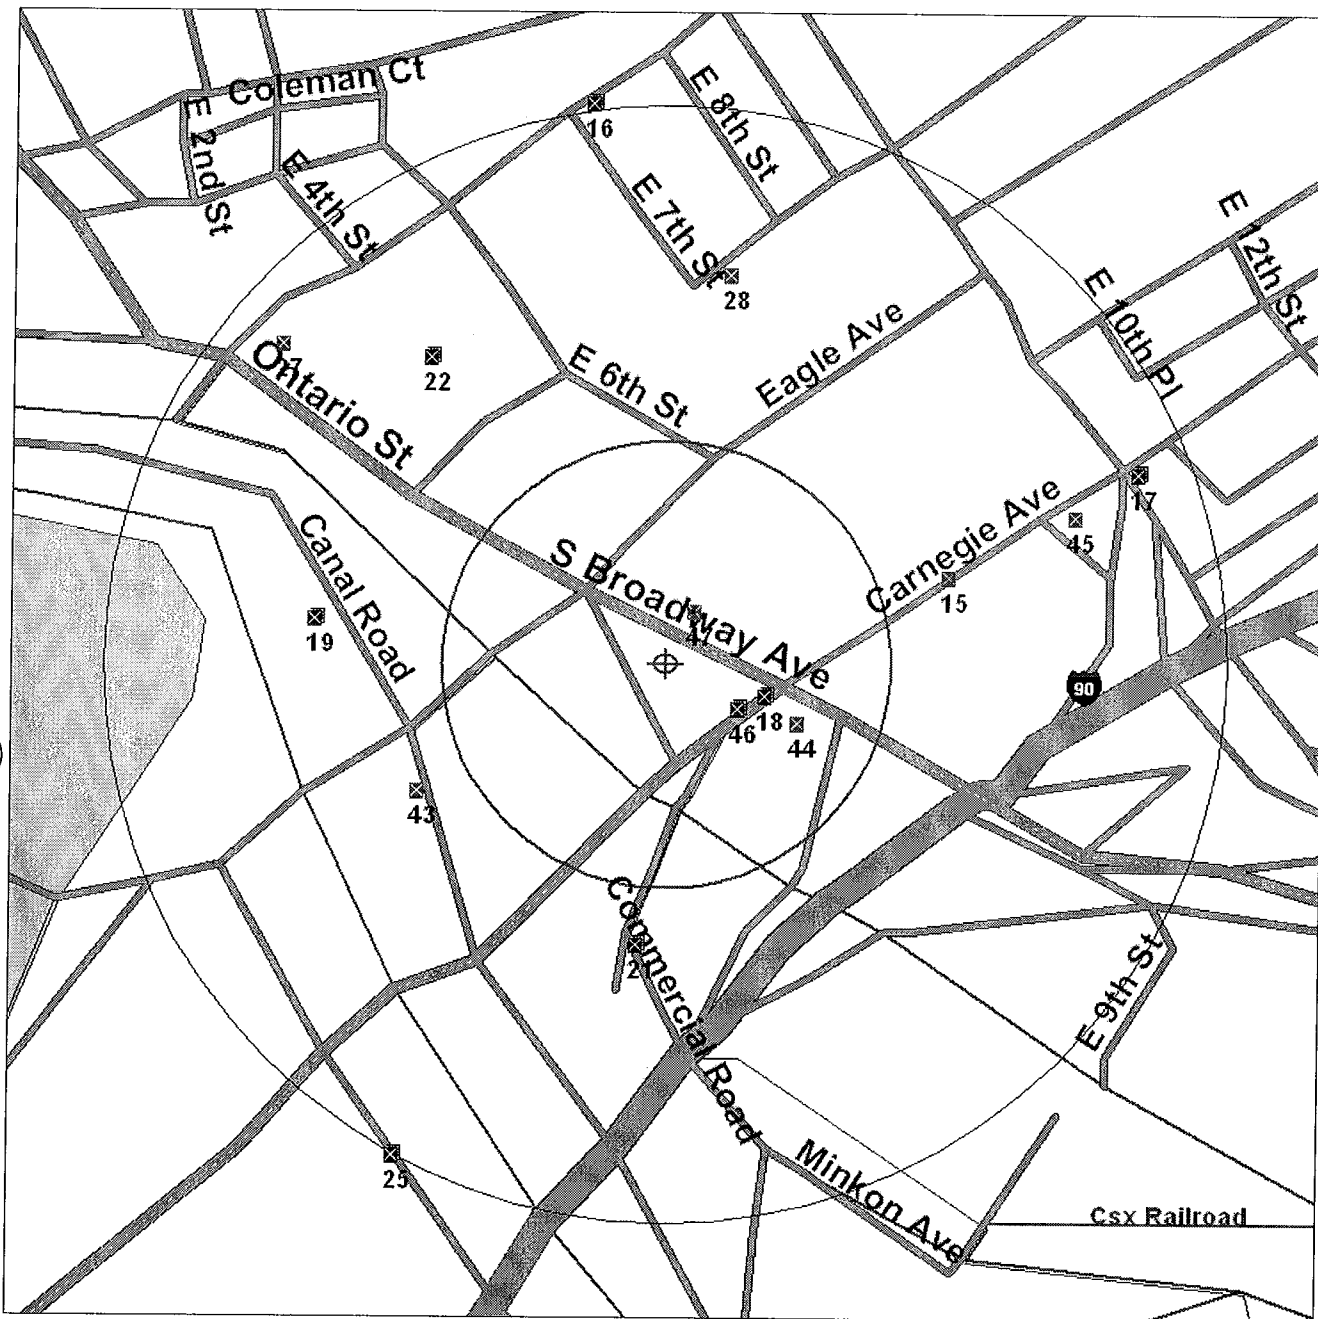 Coleman Ct
E 2nd St
E 4th St
16
E 8th St
E 7th St
28
E 12th St
E 10th Pl
Eagle Ave
22
Ontario St
E 6th St
17
45
Carnegie Ave
15
Canal Road
19
S Broadway Ave
90
46
18
44
43
Commercial Road
21
E 9th St
25
Minkon Ave
Csx Railroad